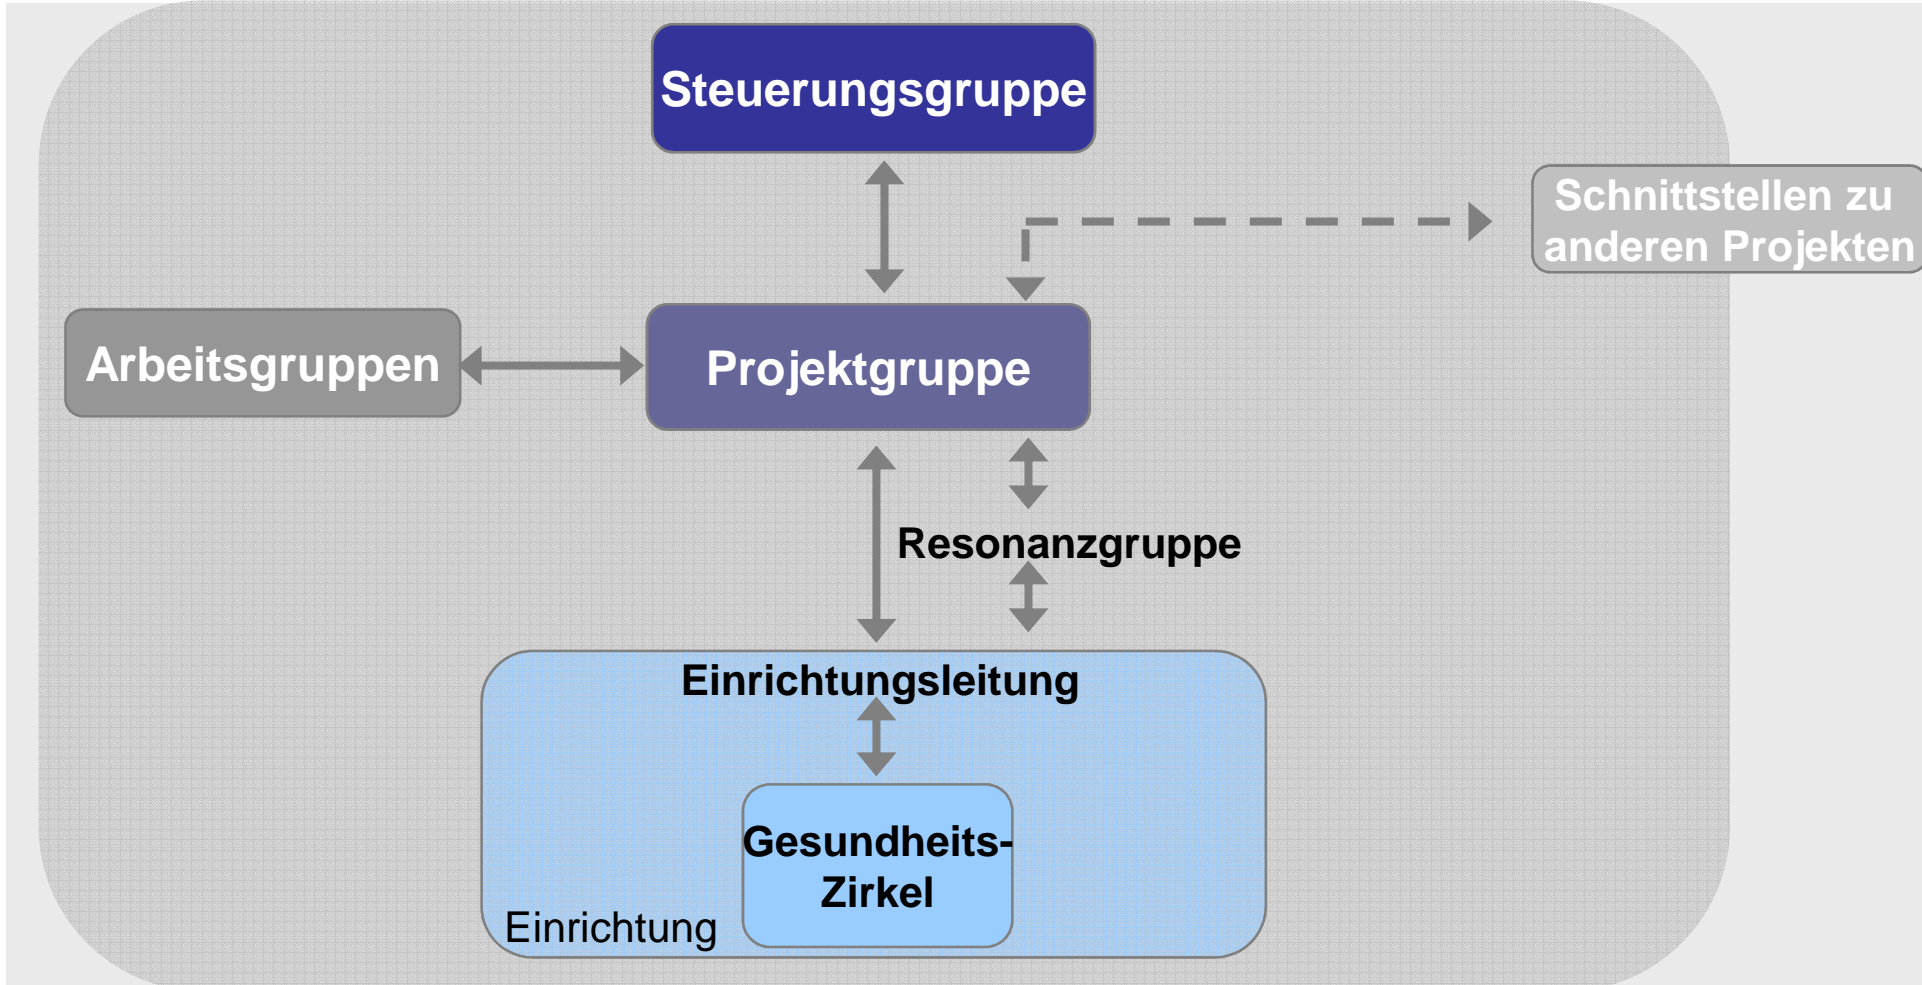 Steuerungsgruppe
Schnittstellen zu
anderen Projekten
Arbeitsgruppen
Projektgruppe
Resonanzgruppe
Einrichtungsleitung
Gesundheits-
Zirkel
Einrichtung